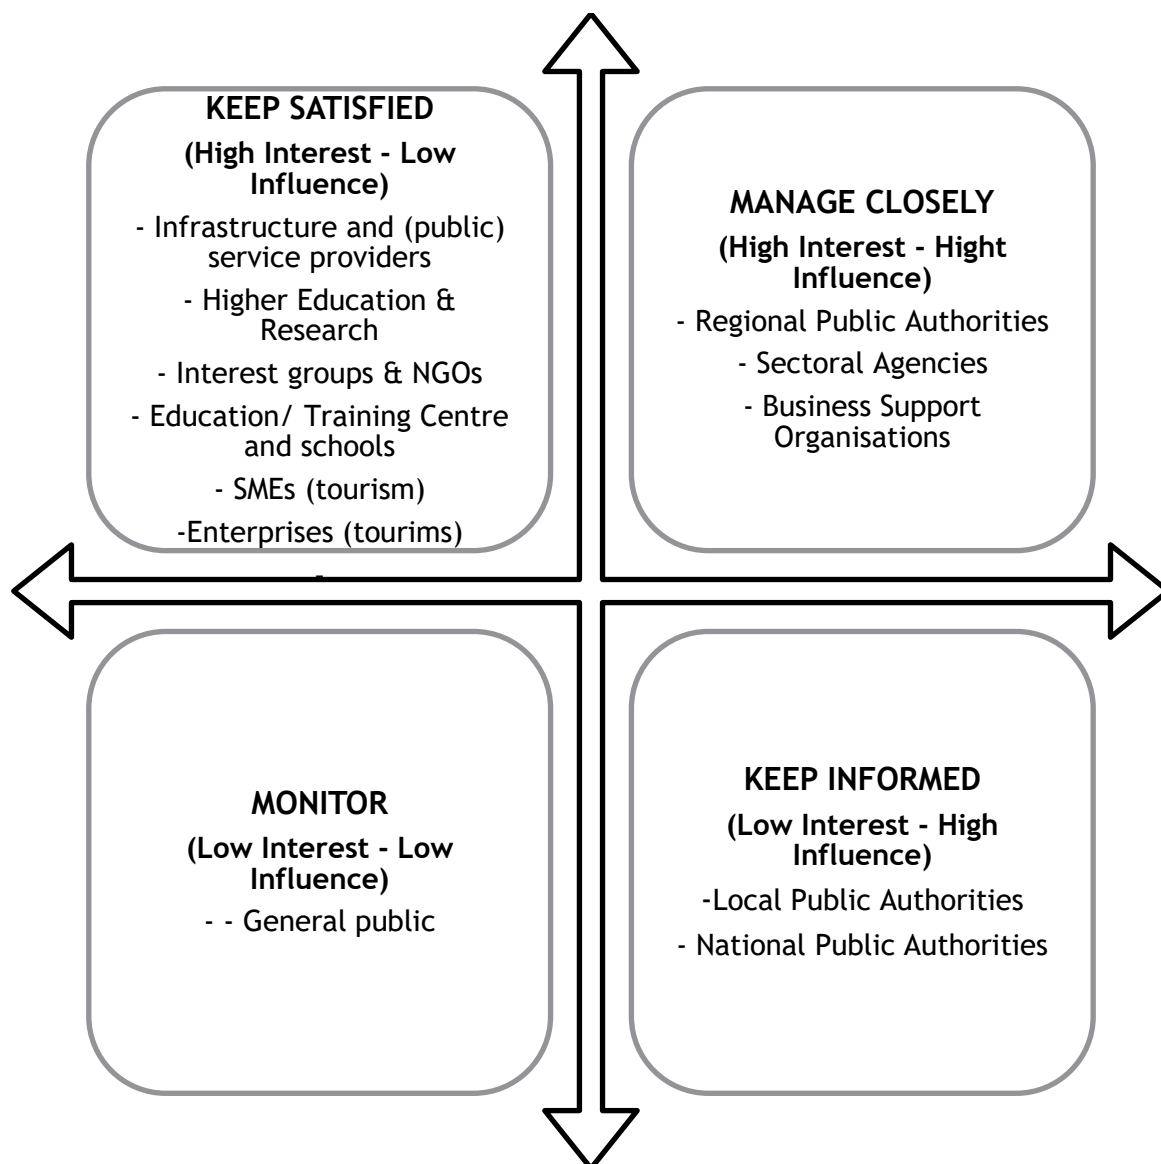 KEEP SATISFIED
(High Interest - Low
Influence)
- Infrastructure and (public)
service providers
- Higher Education &
Research
- Interest groups & NGOs
- Education/ Training Centre
and schools
- SMEs (tourism)
-Enterprises (tourims)
-
MANAGE CLOSELY
(High Interest - Hight
Influence)
- Regional Public Authorities
- Sectoral Agencies
- Business Support
Organisations
MONITOR
(Low Interest - Low
Influence)
- - General public
KEEP INFORMED
(Low Interest - High
Influence)
-Local Public Authorities
- National Public Authorities